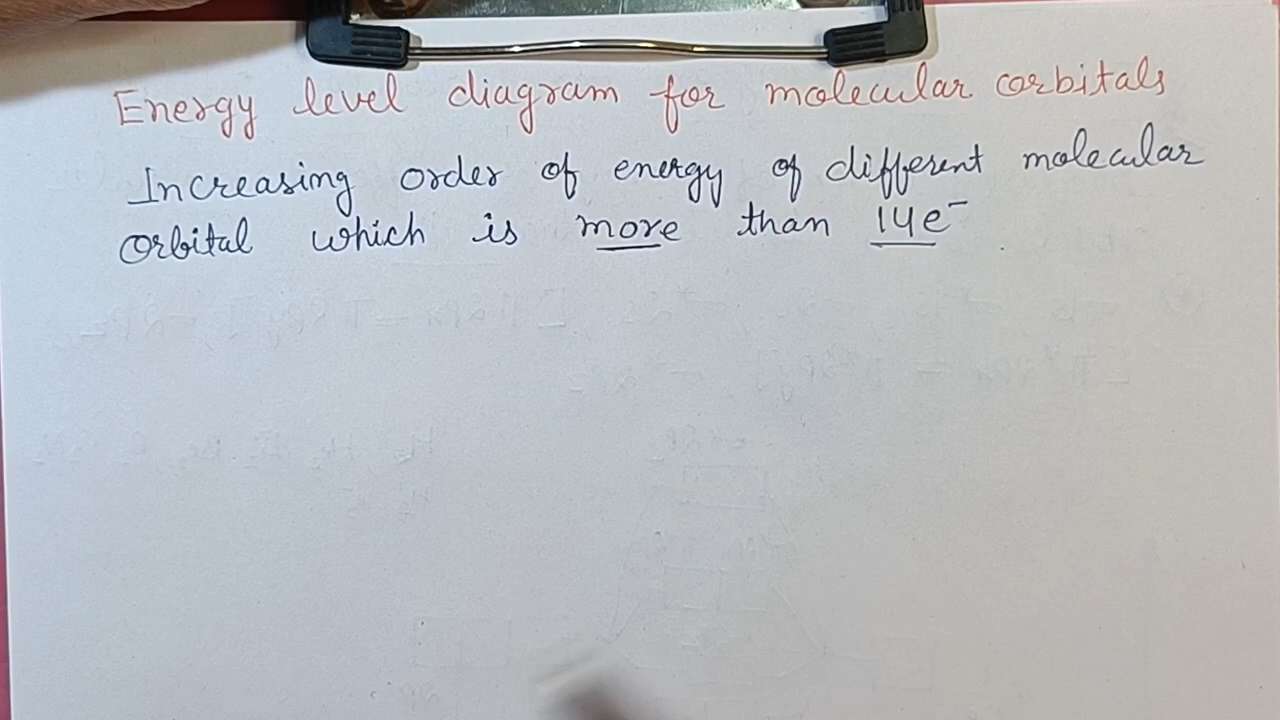 Energy level diagram for molecular orbitals
Increasing order of energy of different molecular
orbital which is more than 14e⁻